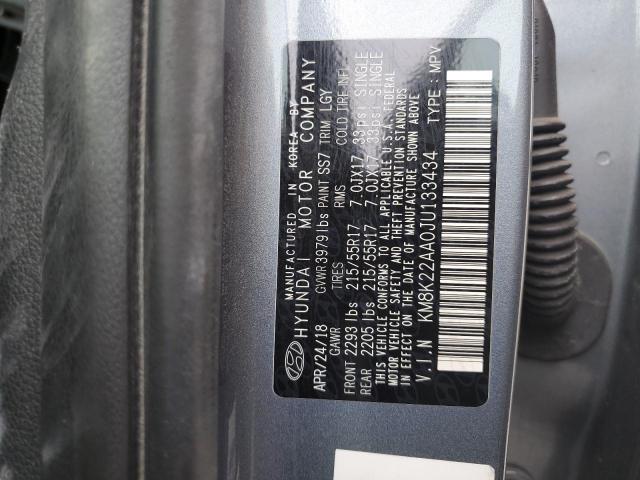 MANUFACTURED IN KOREA BY
HYUNDAI MOTOR COMPANY
APR/24/18 GVWR 3979 lbs PAINT SS7 TRIM LGY
GAWR TIRES RIMS COLD TIRE INFL.
FRONT 2293 lbs 215/55R17 7.0JX17 33psi SINGLE
REAR 2205 lbs 215/55R17 7.0JX17 33psi SINGLE
THIS VEHICLE CONFORMS TO ALL APPLICABLE U.S.A. FEDERAL
MOTOR VEHICLE SAFETY AND THEFT PREVENTION STANDARDS
IN EFFECT ON THE DATE OF MANUFACTURE SHOWN ABOVE
V.I.N KM8K22AA0JU133434 TYPE : MPV